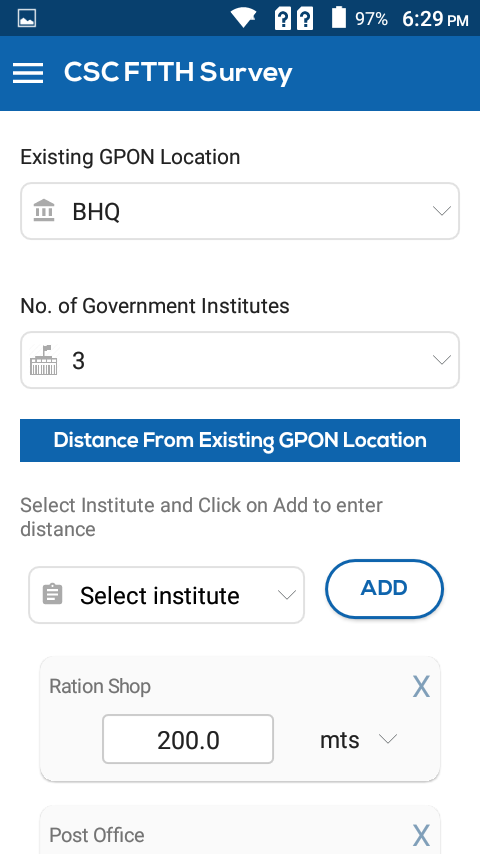 97% 6:29 PM
CSC FTTH Survey
Existing GPON Location
BHQ
No. of Government Institutes
3
Distance From Existing GPON Location
Select Institute and Click on Add to enter
distance
Select institute
ADD
Ration Shop X
200.0 mts
Post Office X